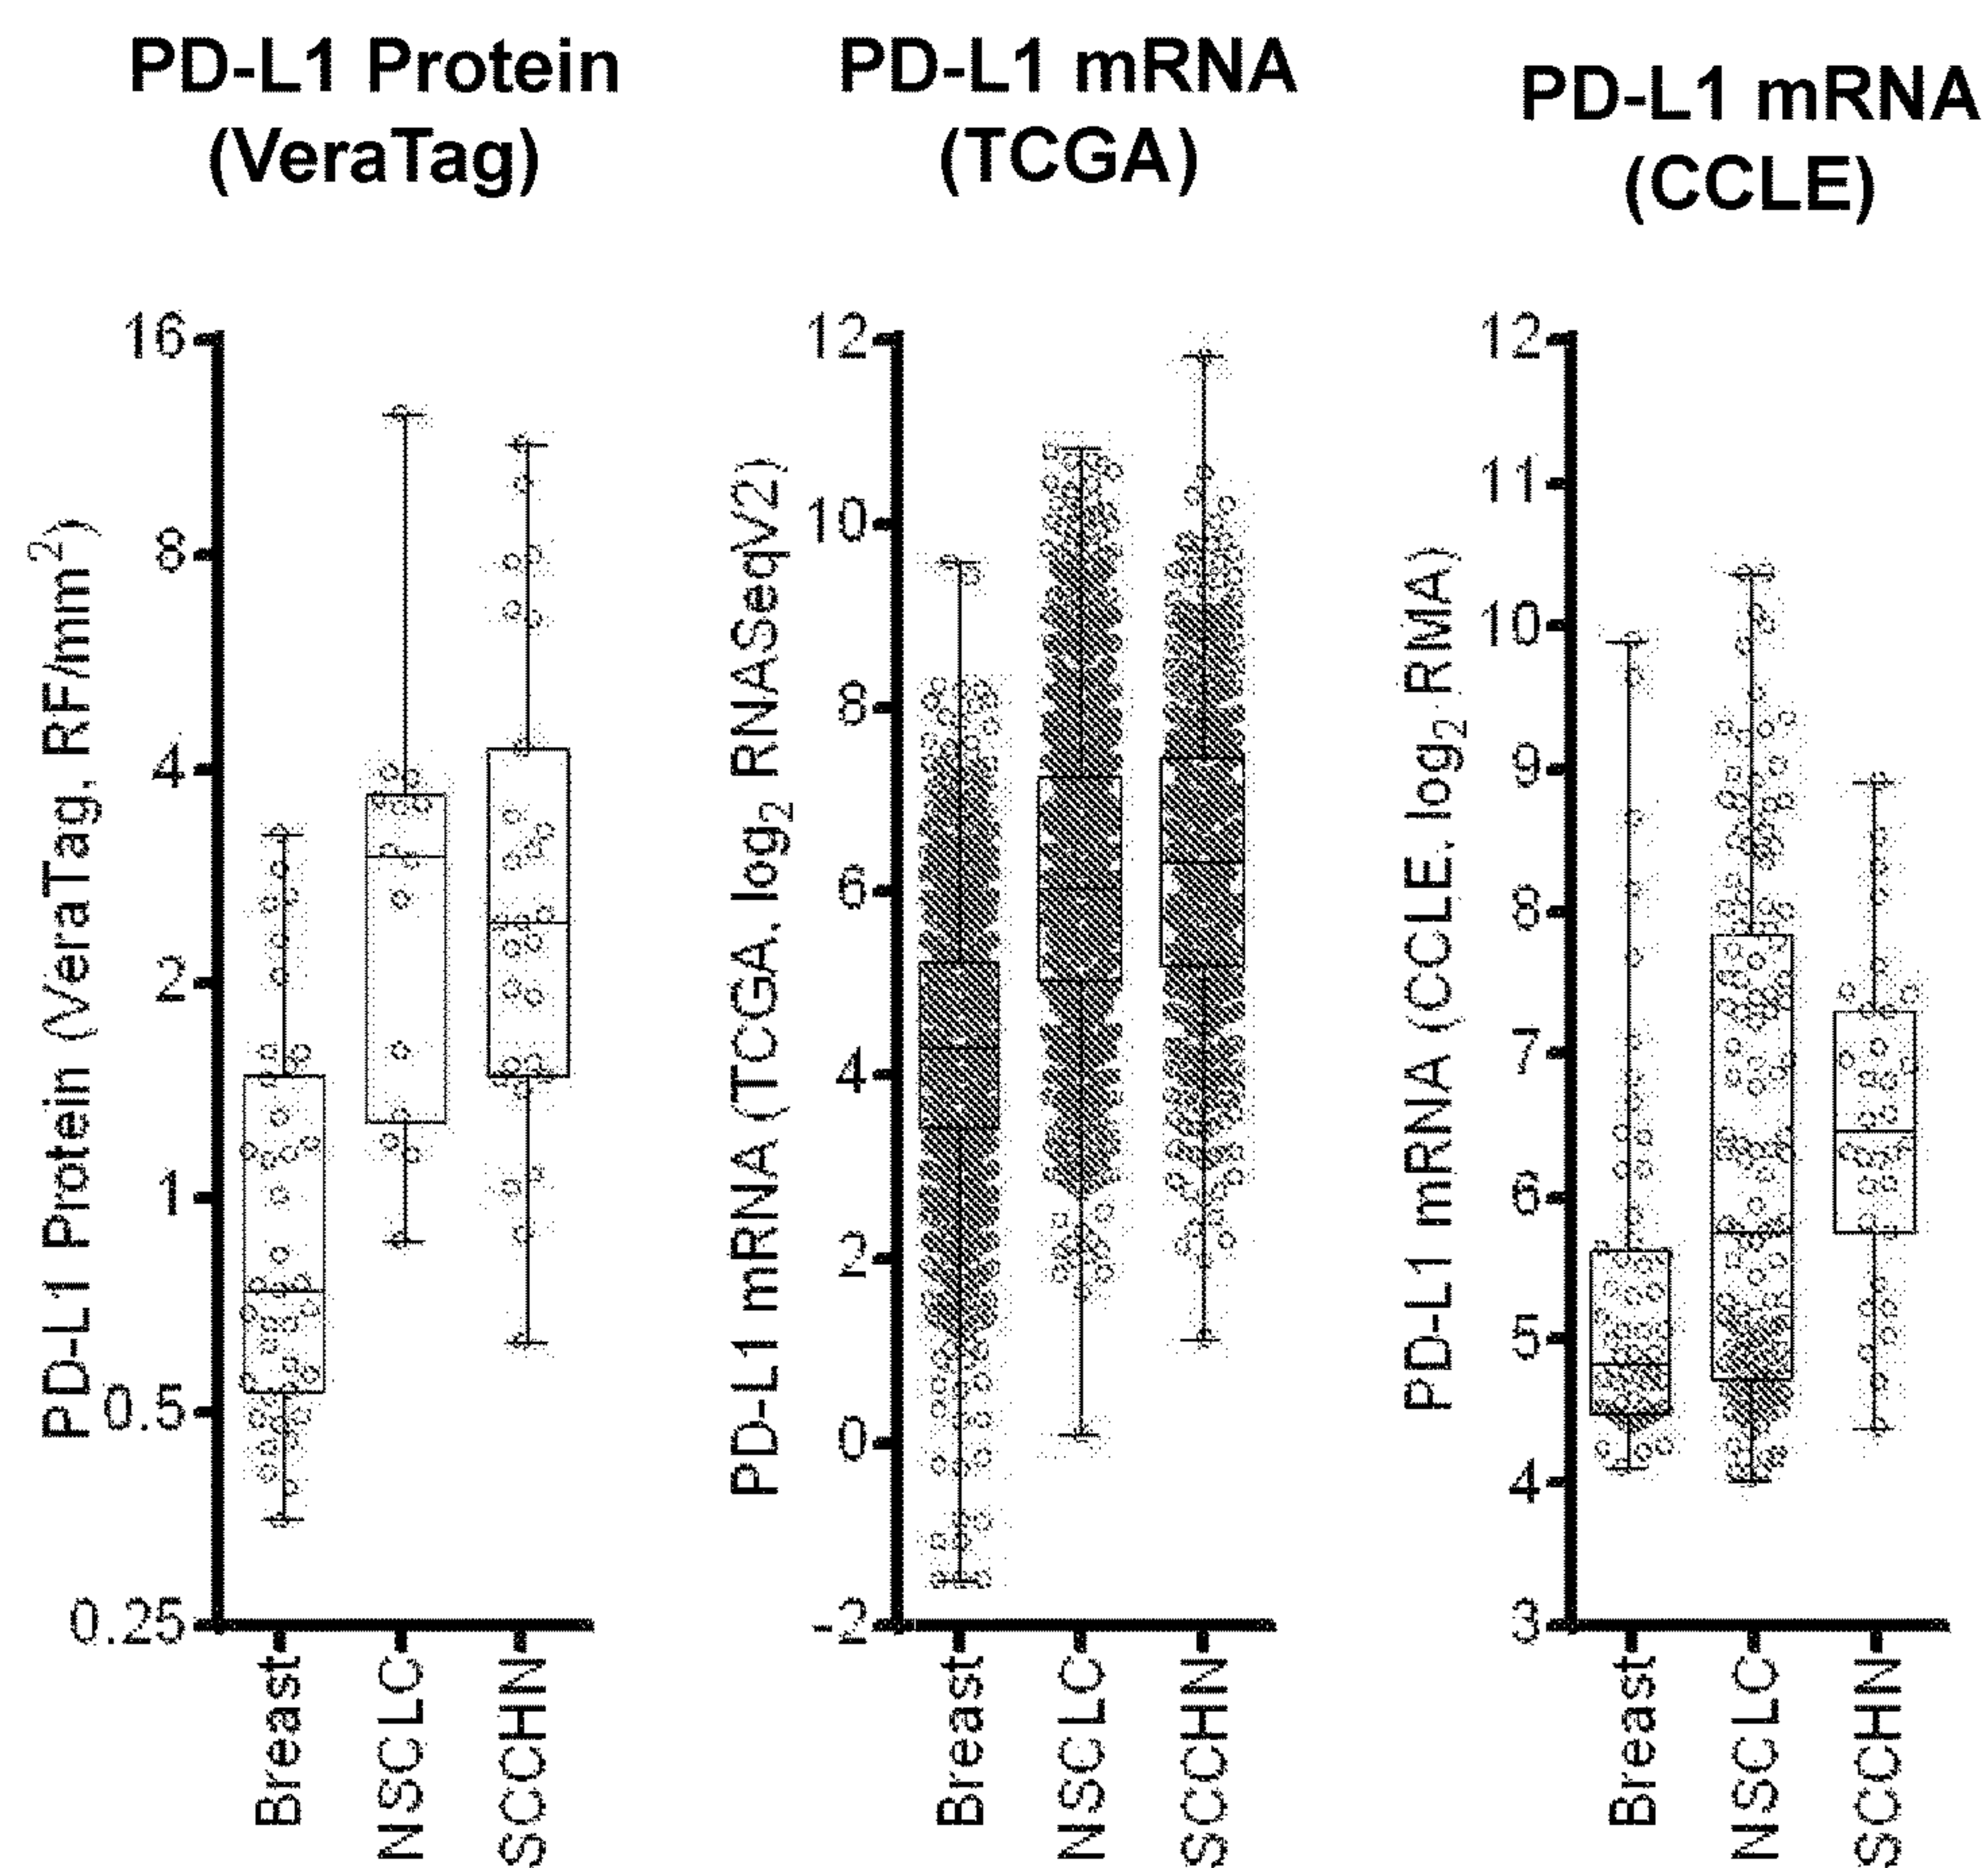 PD-L1 Protein
(VeraTag)
PD-L1 mRNA
(TCGA)
PD-L1 mRNA
(CCLE)
PD-L1 Protein (VeraTag, RF/mm²)
16
8
4
2
1
0.5
0.25
Breast
NSCLC
SCCHN
PD-L1 mRNA (TCGA, log₂ RNASeqV2)
12
10
8
6
4
2
0
-2
Breast
NSCLC
SCCHN
PD-L1 mRNA (CCLE, log₂ RMA)
12
11
10
9
8
7
6
5
4
3
Breast
NSCLC
SCCHN